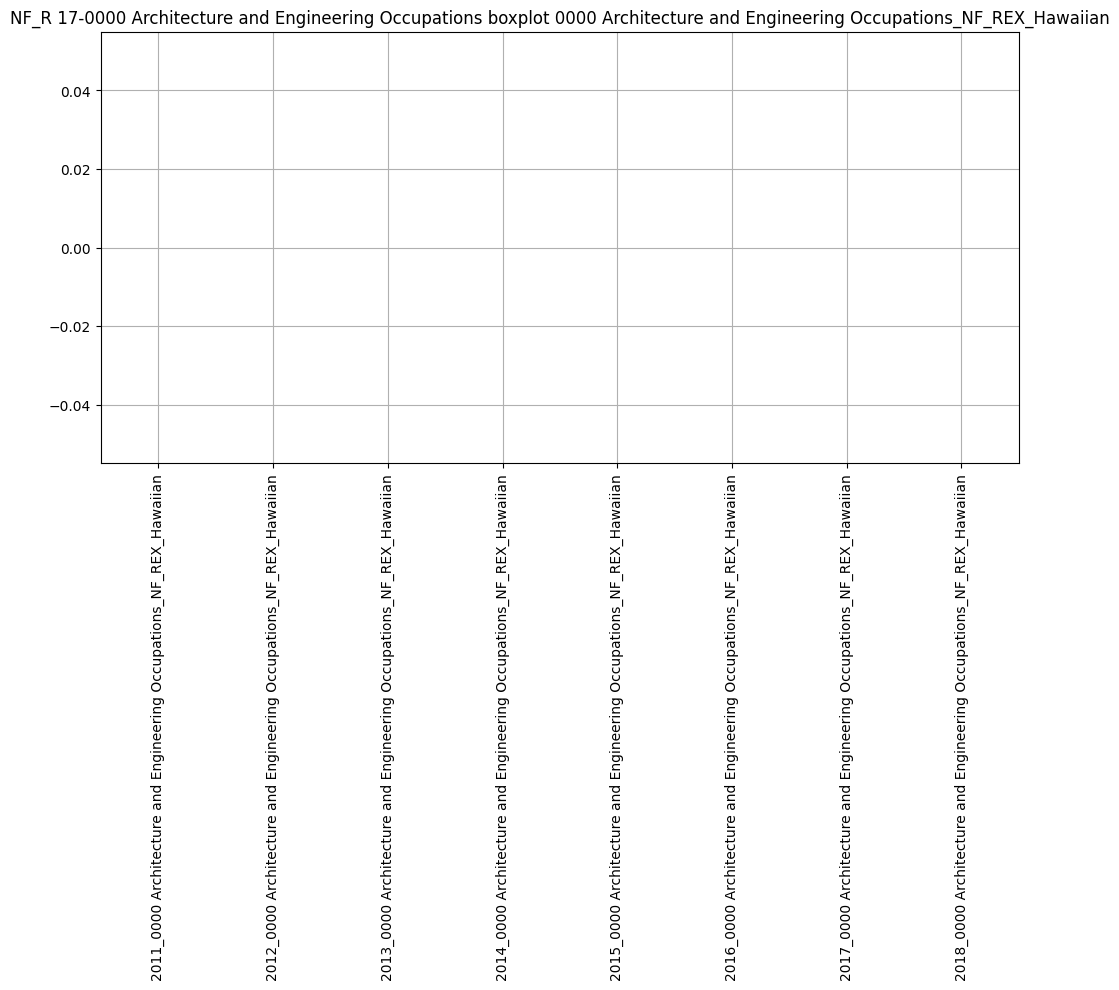 NF_R 17-0000 Architecture and Engineering Occupations boxplot 0000 Architecture and Engineering Occupations_NF_REX_Hawaiian
0.04
0.02
0.00
−0.02
−0.04
2011_0000 Architecture and Engineering Occupations_NF_REX_Hawaiian
2012_0000 Architecture and Engineering Occupations_NF_REX_Hawaiian
2013_0000 Architecture and Engineering Occupations_NF_REX_Hawaiian
2014_0000 Architecture and Engineering Occupations_NF_REX_Hawaiian
2015_0000 Architecture and Engineering Occupations_NF_REX_Hawaiian
2016_0000 Architecture and Engineering Occupations_NF_REX_Hawaiian
2017_0000 Architecture and Engineering Occupations_NF_REX_Hawaiian
2018_0000 Architecture and Engineering Occupations_NF_REX_Hawaiian